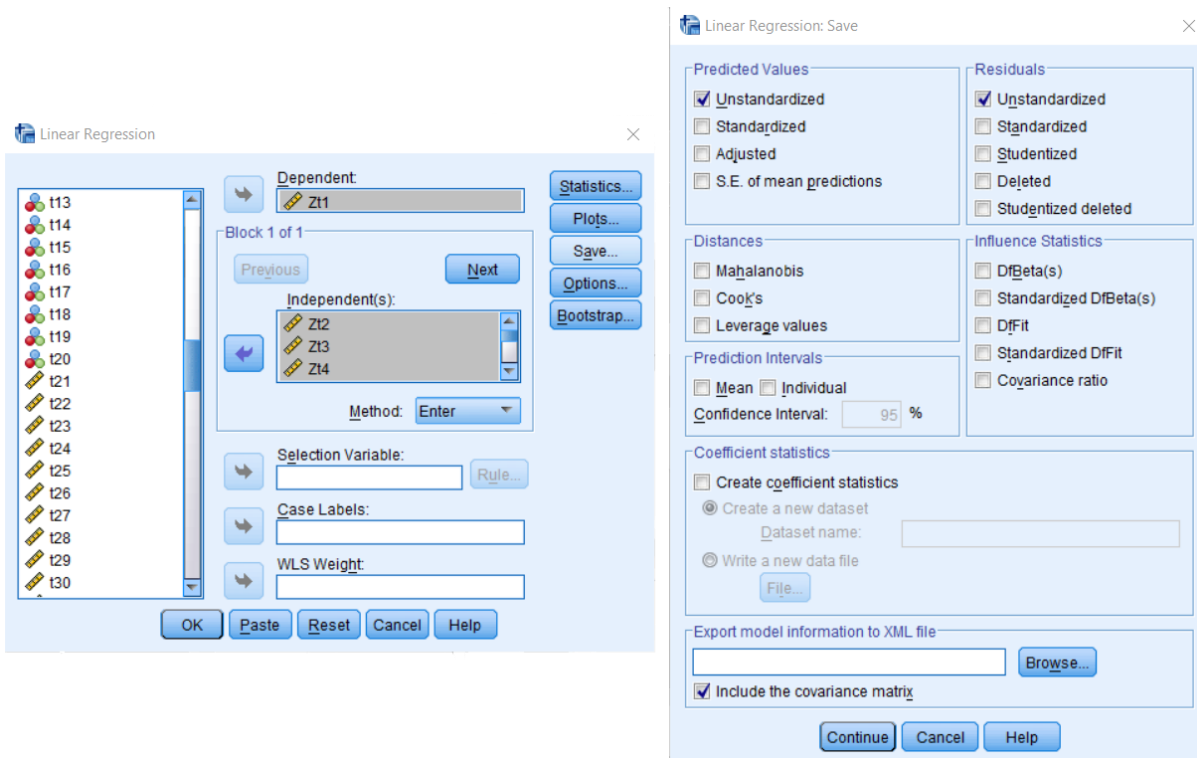 Linear Regression
t13
t14
t15
t16
t17
t18
t19
t20
t21
t22
t23
t24
t25
t26
t27
t28
t29
t30
Dependent:
Zt1
Block 1 of 1
Previous
Next
Independent(s):
Zt2
Zt3
Zt4
Method:
Enter
Selection Variable:
Rule...
Case Labels:
WLS Weight:
Statistics...
Plots...
Save...
Options...
Bootstrap...
OK
Paste
Reset
Cancel
Help
Linear Regression: Save
Predicted Values
Unstandardized
Standardized
Adjusted
S.E. of mean predictions
Residuals
Unstandardized
Standardized
Studentized
Deleted
Studentized deleted
Distances
Mahalanobis
Cook's
Leverage values
Influence Statistics
DfBeta(s)
Standardized DfBeta(s)
DfFit
Standardized DfFit
Covariance ratio
Prediction Intervals
Mean Individual
Confidence Interval: 95 %
Coefficient statistics
Create coefficient statistics
Create a new dataset
Dataset name:
Write a new data file
File...
Export model information to XML file
Browse...
Include the covariance matrix
Continue
Cancel
Help